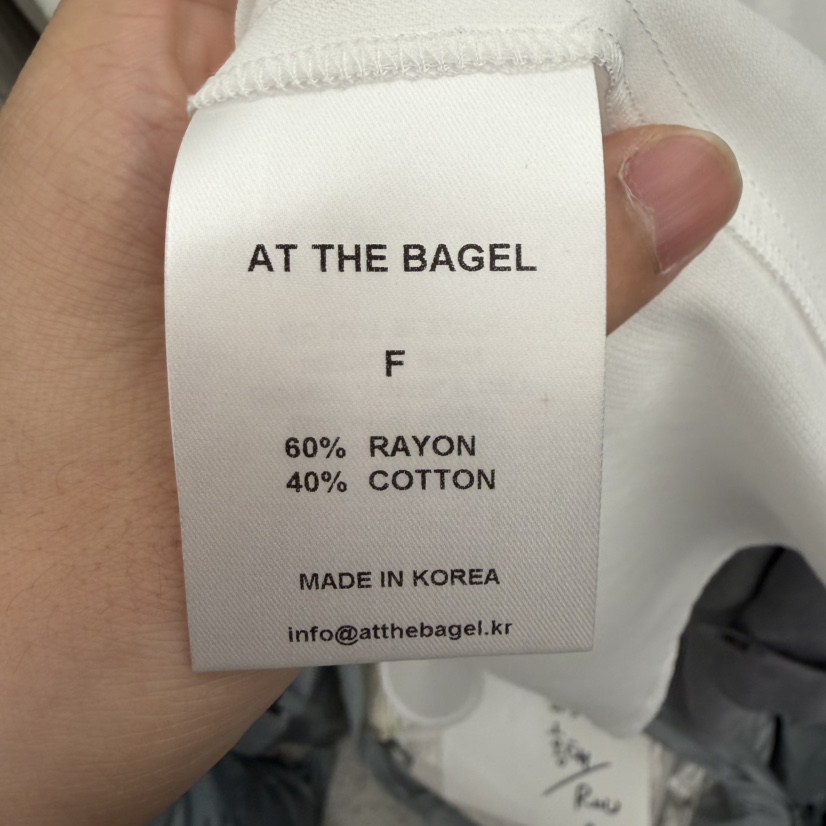 AT THE BAGEL
F
60% RAYON
40% COTTON
MADE IN KOREA
info@atthebagel.kr